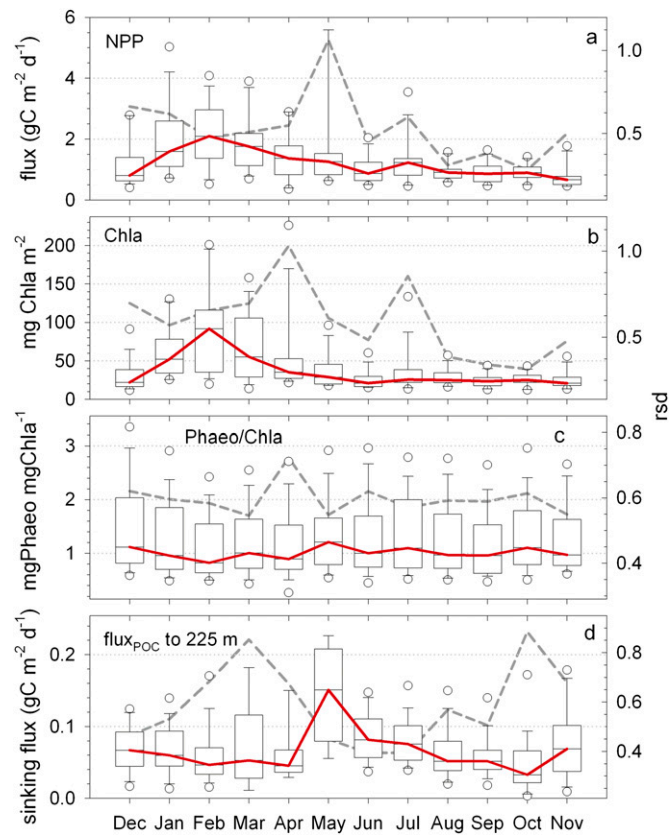 NPP
a
flux (gC m⁻² d⁻¹)
6
4
2
0
1.0
0.5
Chla
b
mg Chla m⁻²
200
150
100
50
0
1.0
0.5
rsd
Phaeo/Chla
c
mgPhaeo mgChla⁻¹
3
2
1
0.8
0.6
0.4
flux_POC to 225 m
d
sinking flux (gC m⁻² d⁻¹)
0.2
0.1
0.0
0.8
0.6
0.4
Dec Jan Feb Mar Apr May Jun Jul Aug Sep Oct Nov